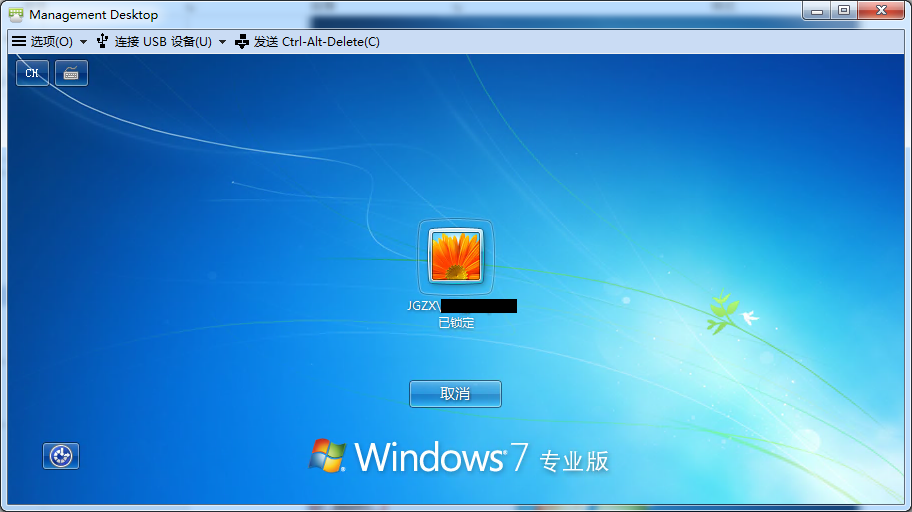 Management Desktop
选项(O) 连接 USB 设备(U) 发送 Ctrl-Alt-Delete(C)
CH
JGZX\
已锁定
取消
Windows 7 专业版